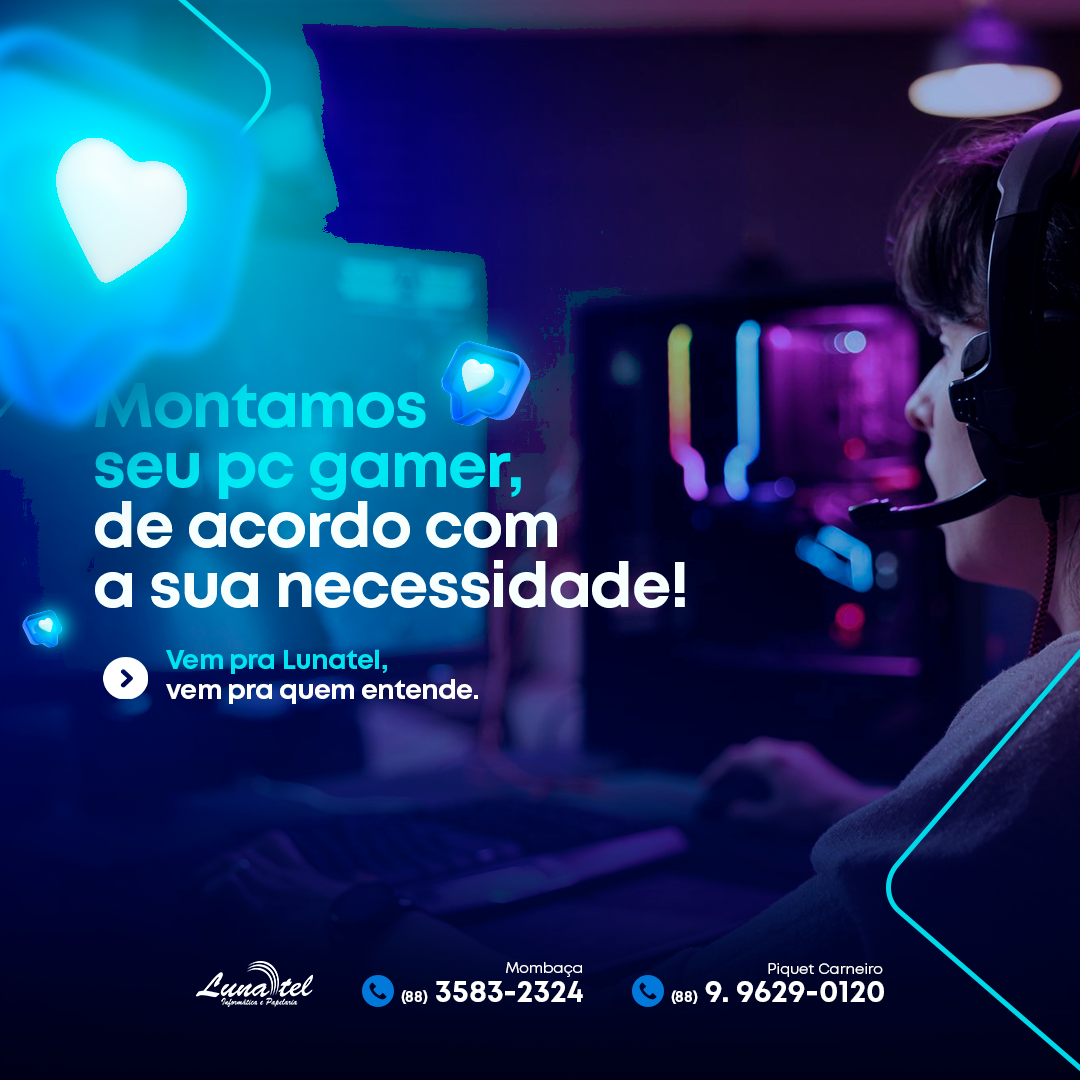 Montamos
seu pc gamer,
de acordo com
a sua necessidade!
Vem pra Lunatel,
vem pra quem entende.
Lunatel
Informática e Papelaria
Mombaça
(88) 3583-2324
Piquet Carneiro
(88) 9. 9629-0120